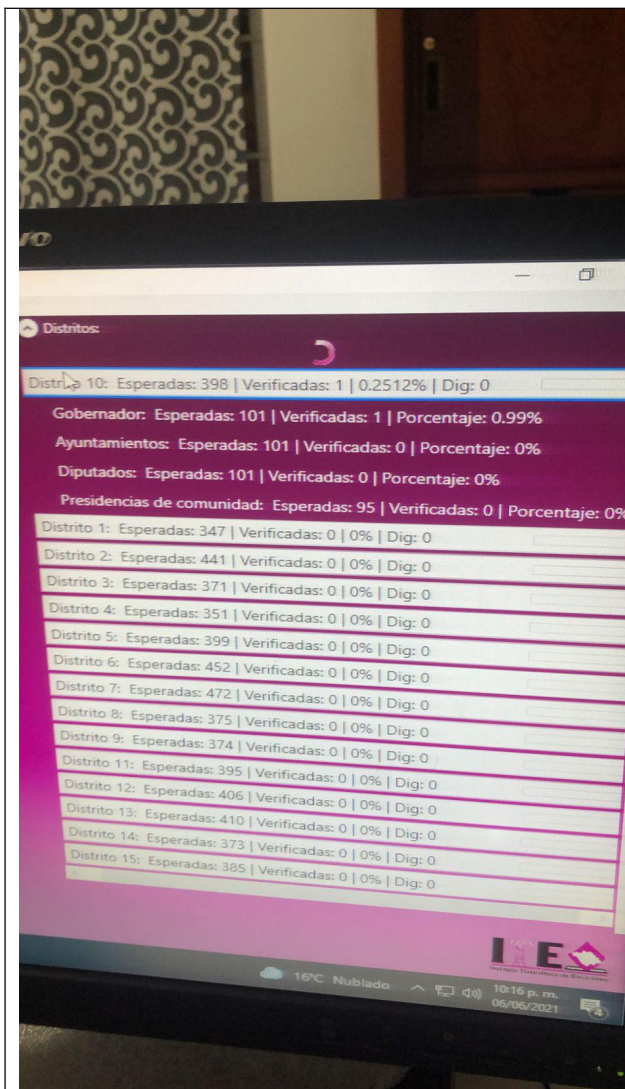 Distritos:
Distrito 10: Esperadas: 398 | Verificadas: 1 | 0.2512% | Dig: 0
Gobernador: Esperadas: 101 | Verificadas: 1 | Porcentaje: 0.99%
Ayuntamientos: Esperadas: 101 | Verificadas: 0 | Porcentaje: 0%
Diputados: Esperadas: 101 | Verificadas: 0 | Porcentaje: 0%
Presidencias de comunidad: Esperadas: 95 | Verificadas: 0 | Porcentaje: 0%
Distrito 1: Esperadas: 347 | Verificadas: 0 | 0% | Dig: 0
Distrito 2: Esperadas: 441 | Verificadas: 0 | 0% | Dig: 0
Distrito 3: Esperadas: 371 | Verificadas: 0 | 0% | Dig: 0
Distrito 4: Esperadas: 351 | Verificadas: 0 | 0% | Dig: 0
Distrito 5: Esperadas: 399 | Verificadas: 0 | 0% | Dig: 0
Distrito 6: Esperadas: 452 | Verificadas: 0 | 0% | Dig: 0
Distrito 7: Esperadas: 472 | Verificadas: 0 | 0% | Dig: 0
Distrito 8: Esperadas: 375 | Verificadas: 0 | 0% | Dig: 0
Distrito 9: Esperadas: 374 | Verificadas: 0 | 0% | Dig: 0
Distrito 11: Esperadas: 395 | Verificadas: 0 | 0% | Dig: 0
Distrito 12: Esperadas: 406 | Verificadas: 0 | 0% | Dig: 0
Distrito 13: Esperadas: 410 | Verificadas: 0 | 0% | Dig: 0
Distrito 14: Esperadas: 373 | Verificadas: 0 | 0% | Dig: 0
Distrito 15: Esperadas: 385 | Verificadas: 0 | 0% | Dig: 0
ITE
Instituto Tlaxcalteca de Elecciones
16°C Nublado
10:16 p. m.
06/06/2021
4